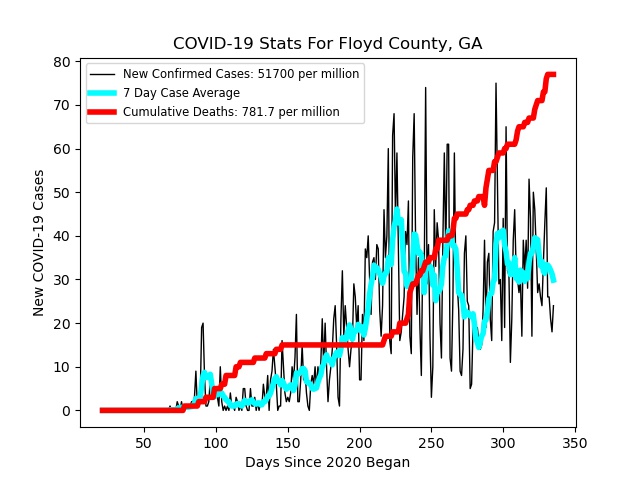 COVID-19 Stats For Floyd County, GA
New Confirmed Cases: 51700 per million
7 Day Case Average
Cumulative Deaths: 781.7 per million
80
70
60
50
40
30
20
10
0
New COVID-19 Cases
50 100 150 200 250 300 350
Days Since 2020 Began